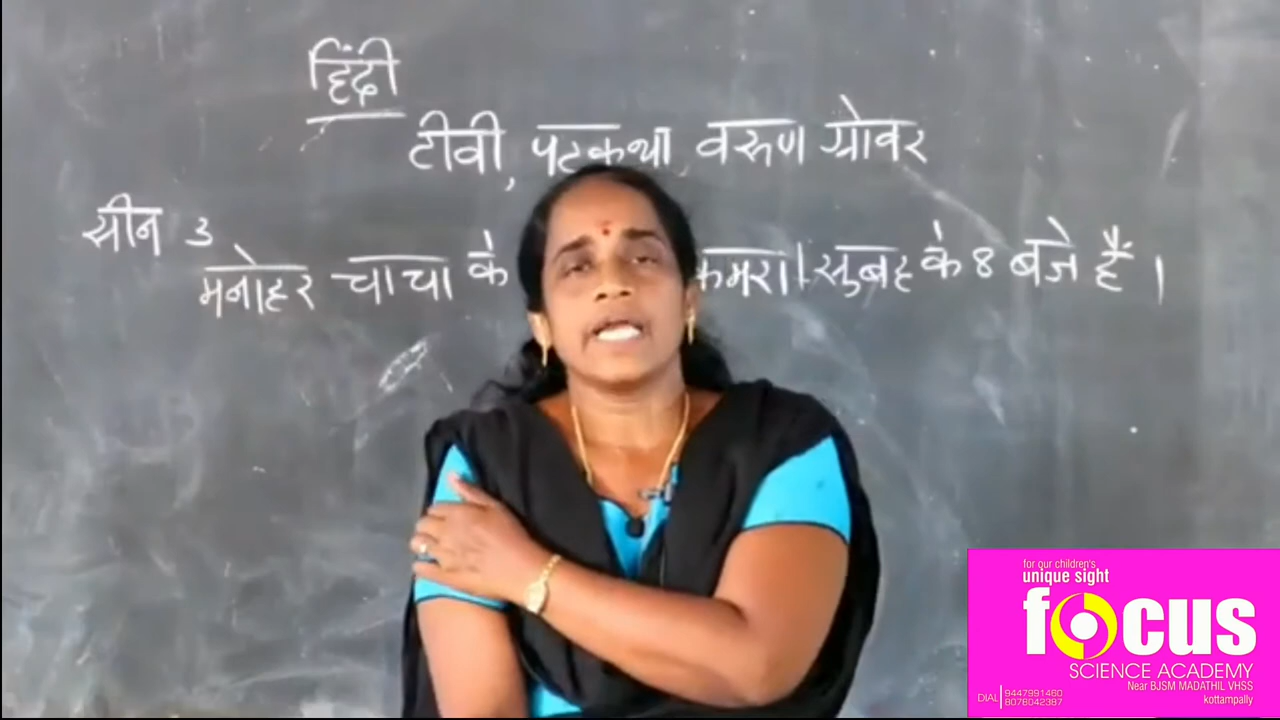 हिंदी
टीवी, पटकथा, वरुण ग्रोवर
सीन 3
मनोहर चाचा के कमरा। सुबह के 8 बजे हैं।
for our children's
unique sight
focus
SCIENCE ACADEMY
Near BJSM MADATHIL VHSS
kottampally
DIAL 9447991460
8076042387